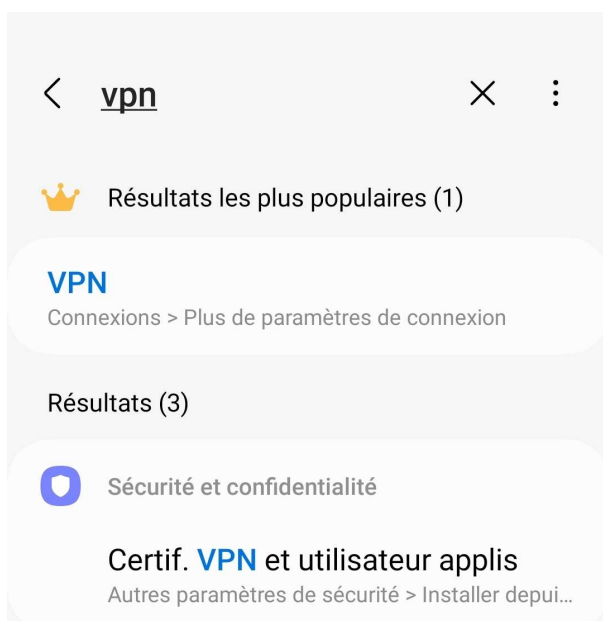 vpn
Résultats les plus populaires (1)
VPN
Connexions > Plus de paramètres de connexion
Résultats (3)
Sécurité et confidentialité
Certif. VPN et utilisateur applis
Autres paramètres de sécurité > Installer depui...